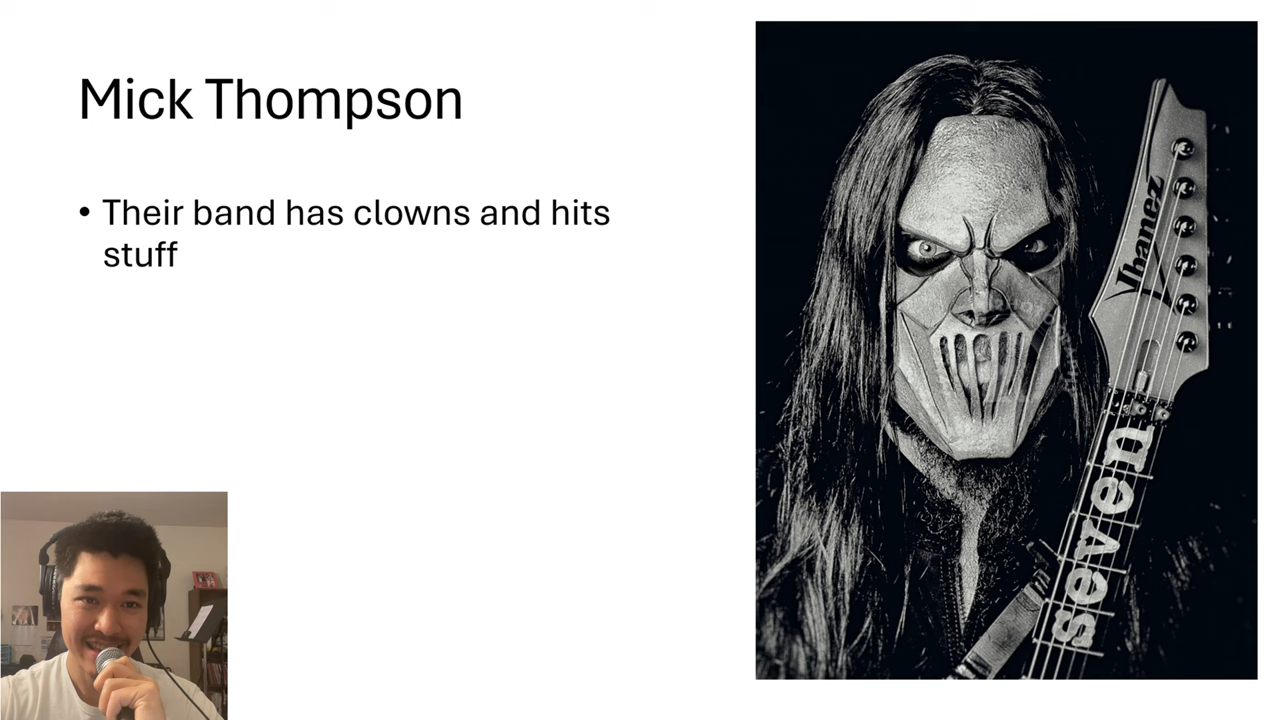 Mick Thompson
• Their band has clowns and hits
stuff
Ibanez
seven